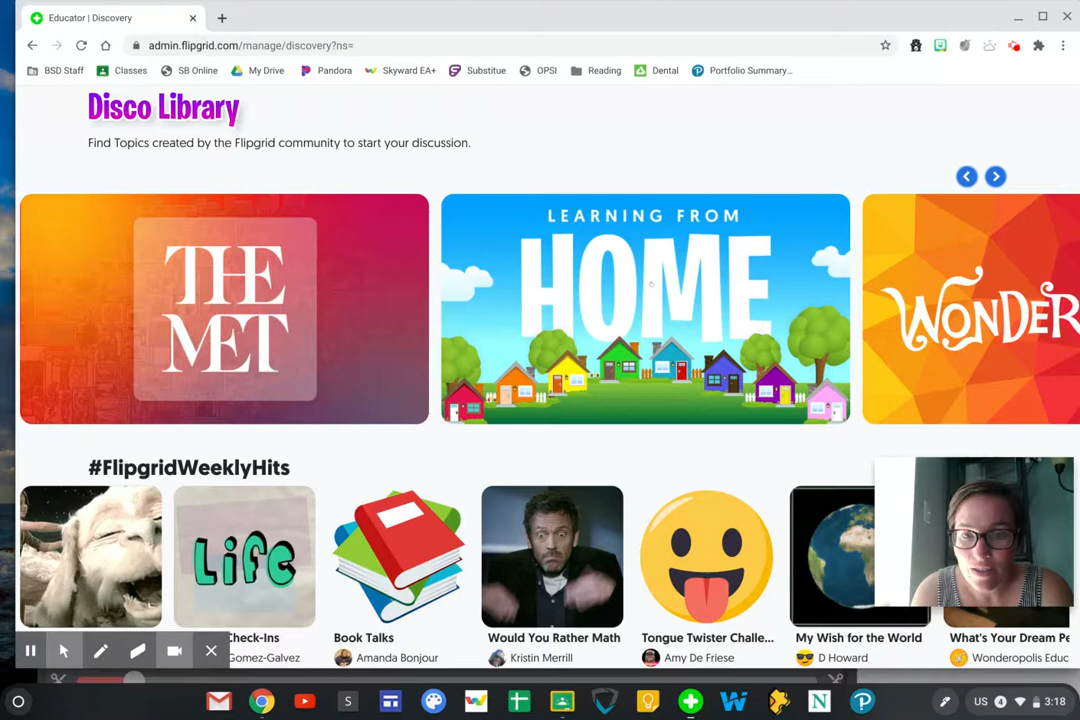 Educator | Discovery
admin.flipgrid.com/manage/discovery?ns=
BSD Staff Classes SB Online My Drive Pandora Skyward EA+ Substitue OPSI Reading Dental Portfolio Summary...
Disco Library
Find Topics created by the Flipgrid community to start your discussion.
THE
MET
LEARNING FROM
HOME
WONDER
#FlipgridWeeklyHits
Life
Check-Ins Book Talks Would You Rather Math Tongue Twister Challe... My Wish for the World What's Your Dream Pe
Gomez-Galvez Amanda Bonjour Kristin Merrill Amy De Friese D Howard Wonderopolis Educ
S W N P US 4 3:18